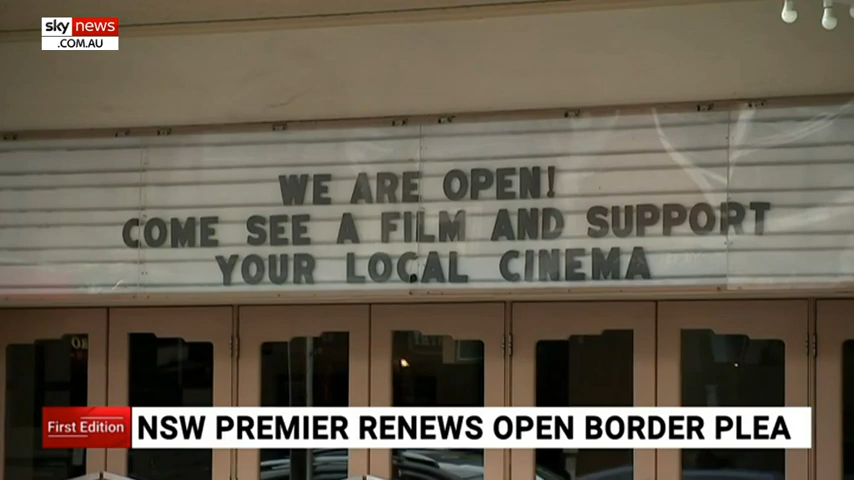 sky news
.COM.AU
WE ARE OPEN!
COME SEE A FILM AND SUPPORT
YOUR LOCAL CINEMA
First Edition
NSW PREMIER RENEWS OPEN BORDER PLEA